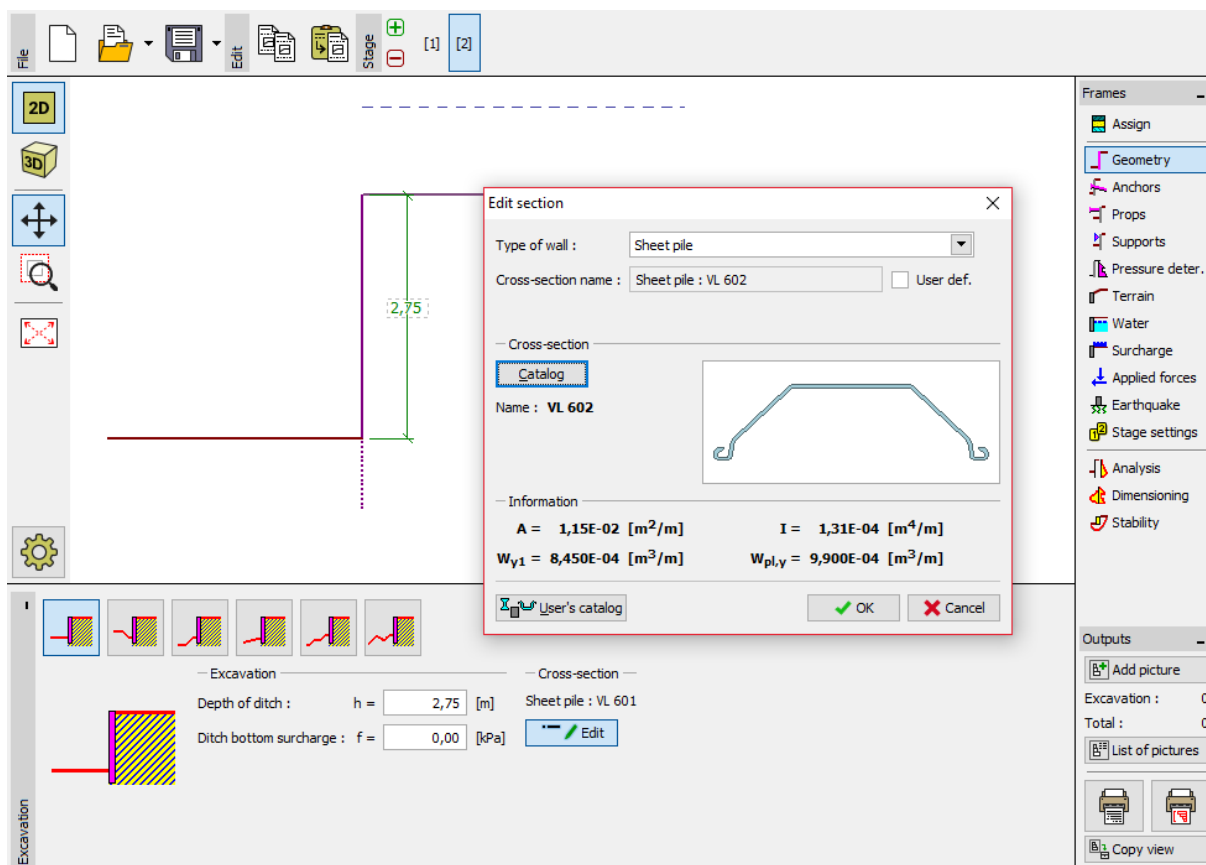 File
Edit
Stage
[1]
[2]
2D
3D
2,75
Edit section
Type of wall :
Sheet pile
Cross-section name :
Sheet pile : VL 602
User def.
Cross-section
Catalog
Name : VL 602
Information
A = 1,15E-02 [m²/m]
I = 1,31E-04 [m⁴/m]
Wy1 = 8,450E-04 [m³/m]
Wpl,y = 9,900E-04 [m³/m]
User's catalog
OK
Cancel
Frames
Assign
Geometry
Anchors
Props
Supports
Pressure deter.
Terrain
Water
Surcharge
Applied forces
Earthquake
Stage settings
Analysis
Dimensioning
Stability
Excavation
Excavation
Depth of ditch : h = 2,75 [m]
Ditch bottom surcharge : f = 0,00 [kPa]
Cross-section
Sheet pile : VL 601
Edit
Outputs
Add picture
Excavation : 0
Total : 0
List of pictures
Copy view